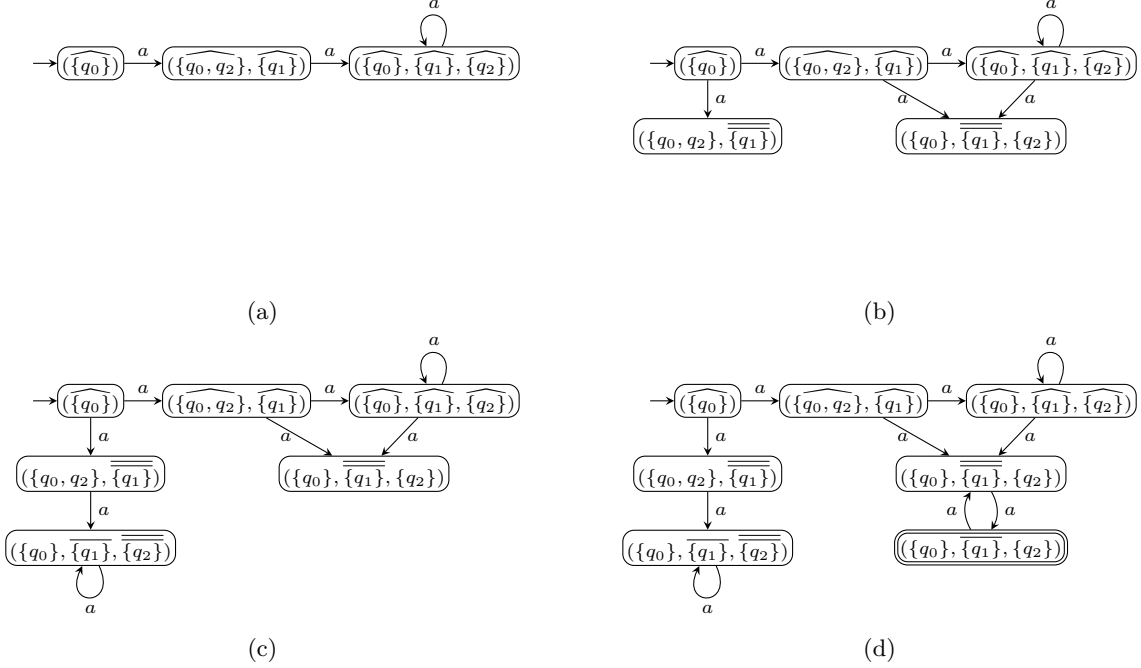 a a
({q₀}^) a ({q₀, q₂}^, {q₁}^) a ({q₀}^, {q₁}^, {q₂}^) ({q₀}^) a ({q₀, q₂}^, {q₁}^) a ({q₀}^, {q₁}^, {q₂}^)
a a a
({q₀, q₂}, {q₁}̿) ({q₀}, {q₁}̿, {q₂})
(a) (b)
a a
({q₀}^) a ({q₀, q₂}^, {q₁}^) a ({q₀}^, {q₁}^, {q₂}^) ({q₀}^) a ({q₀, q₂}^, {q₁}^) a ({q₀}^, {q₁}^, {q₂}^)
a a a a a a
({q₀, q₂}, {q₁}̿) ({q₀}, {q₁}̿, {q₂}) ({q₀, q₂}, {q₁}̿) ({q₀}, {q₁}̿, {q₂})
a a a a
({q₀}, {q₁}̅, {q₂}̿) ({q₀}, {q₁}̅, {q₂}̿) ({q₀}, {q₁}̅, {q₂})
a a
(c) (d)